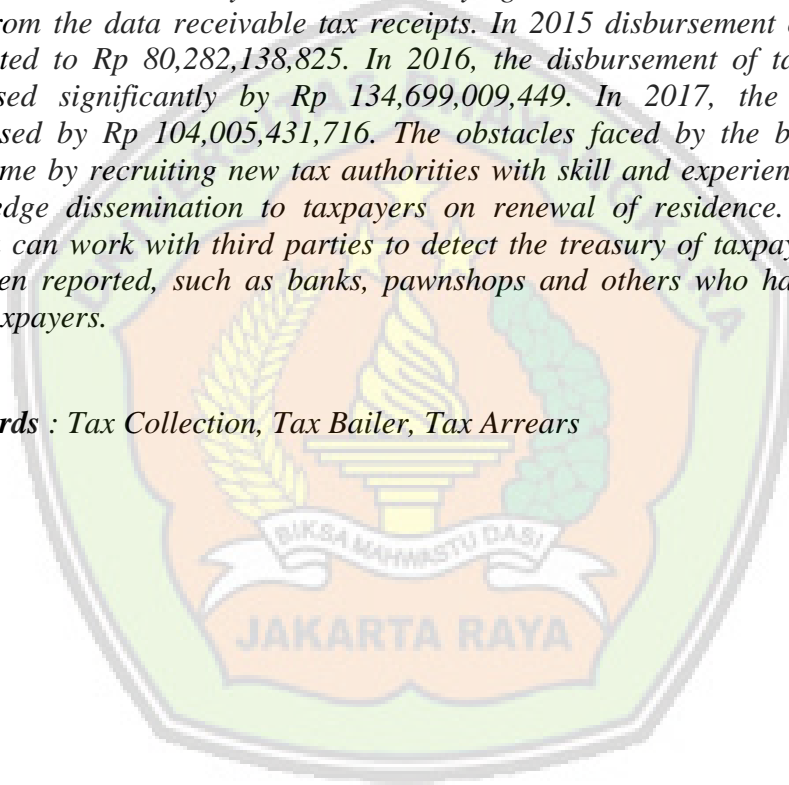 from the data receivable tax receipts. In 2015 disbursement
ted to Rp 80,282,138,825. In 2016, the disbursement of ta
sed significantly by Rp 134,699,009,449. In 2017, the
sed by Rp 104,005,431,716. The obstacles faced by the b
me by recruiting new tax authorities with skill and experien
edge dissemination to taxpayers on renewal of residence.
can work with third parties to detect the treasury of taxpay
en reported, such as banks, pawnshops and others who ha
axpayers.
rds : Tax Collection, Tax Bailer, Tax Arrears
UNIVERSITAS BHAYANGKARA
BIKSA MAHWASTU DASI
JAKARTA RAYA